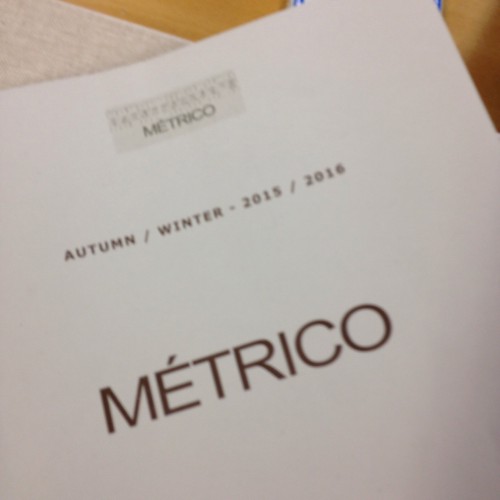 MÉTRICO
AUTUMN / WINTER - 2015 / 2016
MÉTRICO